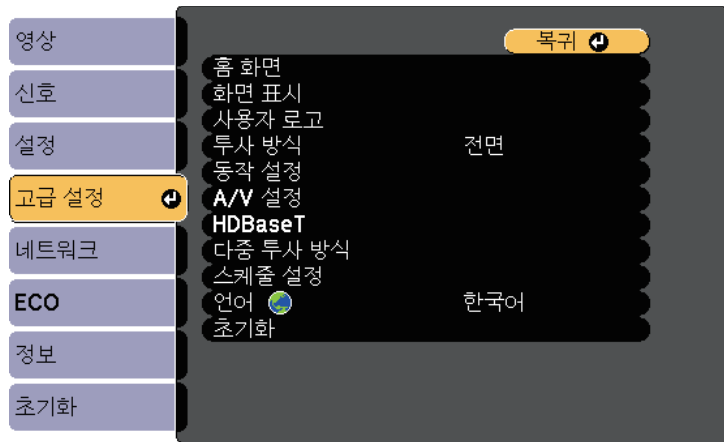 영상
신호
설정
고급 설정
네트워크
ECO
정보
초기화
복귀
홈 화면
화면 표시
사용자 로고
투사 방식 전면
동작 설정
A/V 설정
HDBaseT
다중 투사 방식
스케줄 설정
언어 한국어
초기화